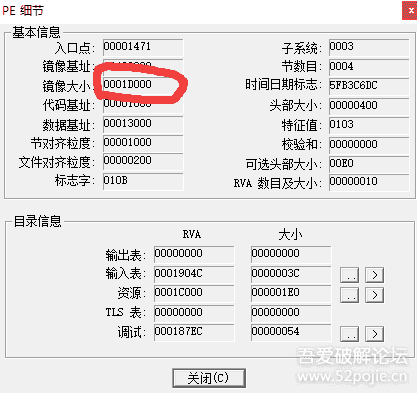 PE 细节
x
基本信息
入口点: 00001471 子系统: 0003
镜像基址: 节数目: 0004
镜像大小: 0001D000 时间日期标志: 5FB3C6DC
代码基址: 头部大小: 00000400
数据基址: 00013000 特征值: 0103
节对齐粒度: 00001000 校验和: 00000000
文件对齐粒度: 00000200 可选头部大小: 00E0
标志字: 010B RVA 数目及大小: 00000010
目录信息
RVA 大小
输出表: 00000000 00000000
输入表: 0001904C 0000003C .. >
资源: 0001C000 000001E0 .. >
TLS 表: 00000000 00000000
调试: 000187EC 00000054 .. >
关闭(C)
吾爱破解论坛
www.52pojie.cn